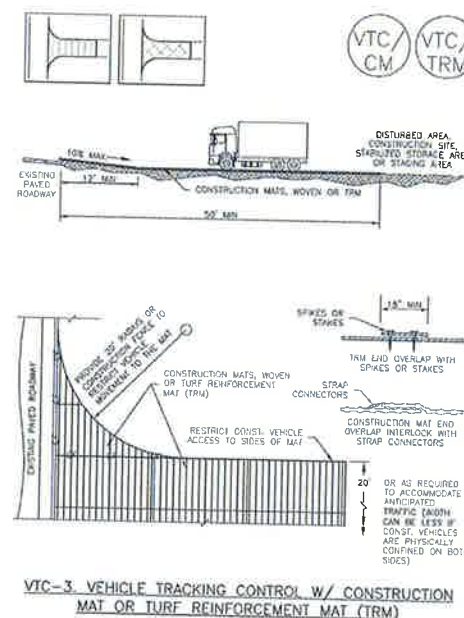 VTC/
CM
VTC/
TRM
DISTURBED AREA,
CONSTRUCTION SITE,
STABILIZED STORAGE AREA
OR STAGING AREA
10% MAX
EXISTING
PAVED
ROADWAY
12' MIN
CONSTRUCTION MATS, WOVEN OR TRM
50' MIN
PROVIDE 20' RADIUS OR
CONSTRUCTION FENCE TO
RESTRICT VEHICLE
MOVEMENT TO THE MAT
18" MIN
SPIKES OR
STAKES
TRM END OVERLAP WITH
SPIKES OR STAKES
STRAP
CONNECTORS
CONSTRUCTION MAT END
OVERLAP INTERLOCK WITH
STRAP CONNECTORS
CONSTRUCTION MATS, WOVEN
OR TURF REINFORCEMENT
MAT (TRM)
EXISTING PAVED ROADWAY
RESTRICT CONST. VEHICLE
ACCESS TO SIDES OF MAT
20'
OR AS REQUIRED
TO ACCOMMODATE
ANTICIPATED
TRAFFIC (WIDTH
CAN BE LESS IF
CONST. VEHICLES
ARE PHYSICALLY
CONFINED ON BOTH
SIDES)
VTC-3. VEHICLE TRACKING CONTROL W/ CONSTRUCTION
MAT OR TURF REINFORCEMENT MAT (TRM)